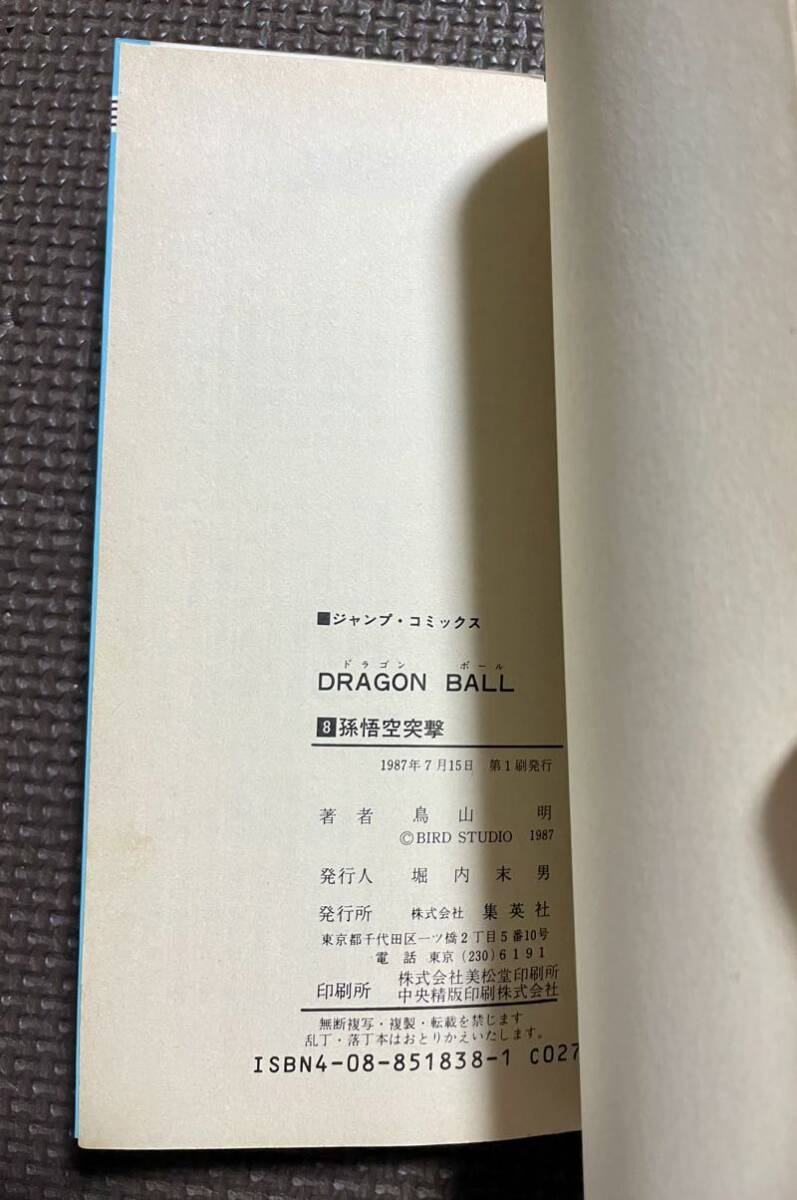 ■ジャンプ・コミックス
ドラゴン ボール
DRAGON BALL
8 孫悟空突撃
1987年7月15日 第1刷発行
著者 鳥山明
©BIRD STUDIO 1987
発行人 堀内末男
発行所 株式会社 集英社
東京都千代田区一ツ橋2丁目5番10号
電話 東京 (230) 6191
印刷所 株式会社美松堂印刷所
中央精版印刷株式会社
無断複写・複製・転載を禁じます
乱丁・落丁本はおとりかえいたします。
ISBN4-08-851838-1 C027